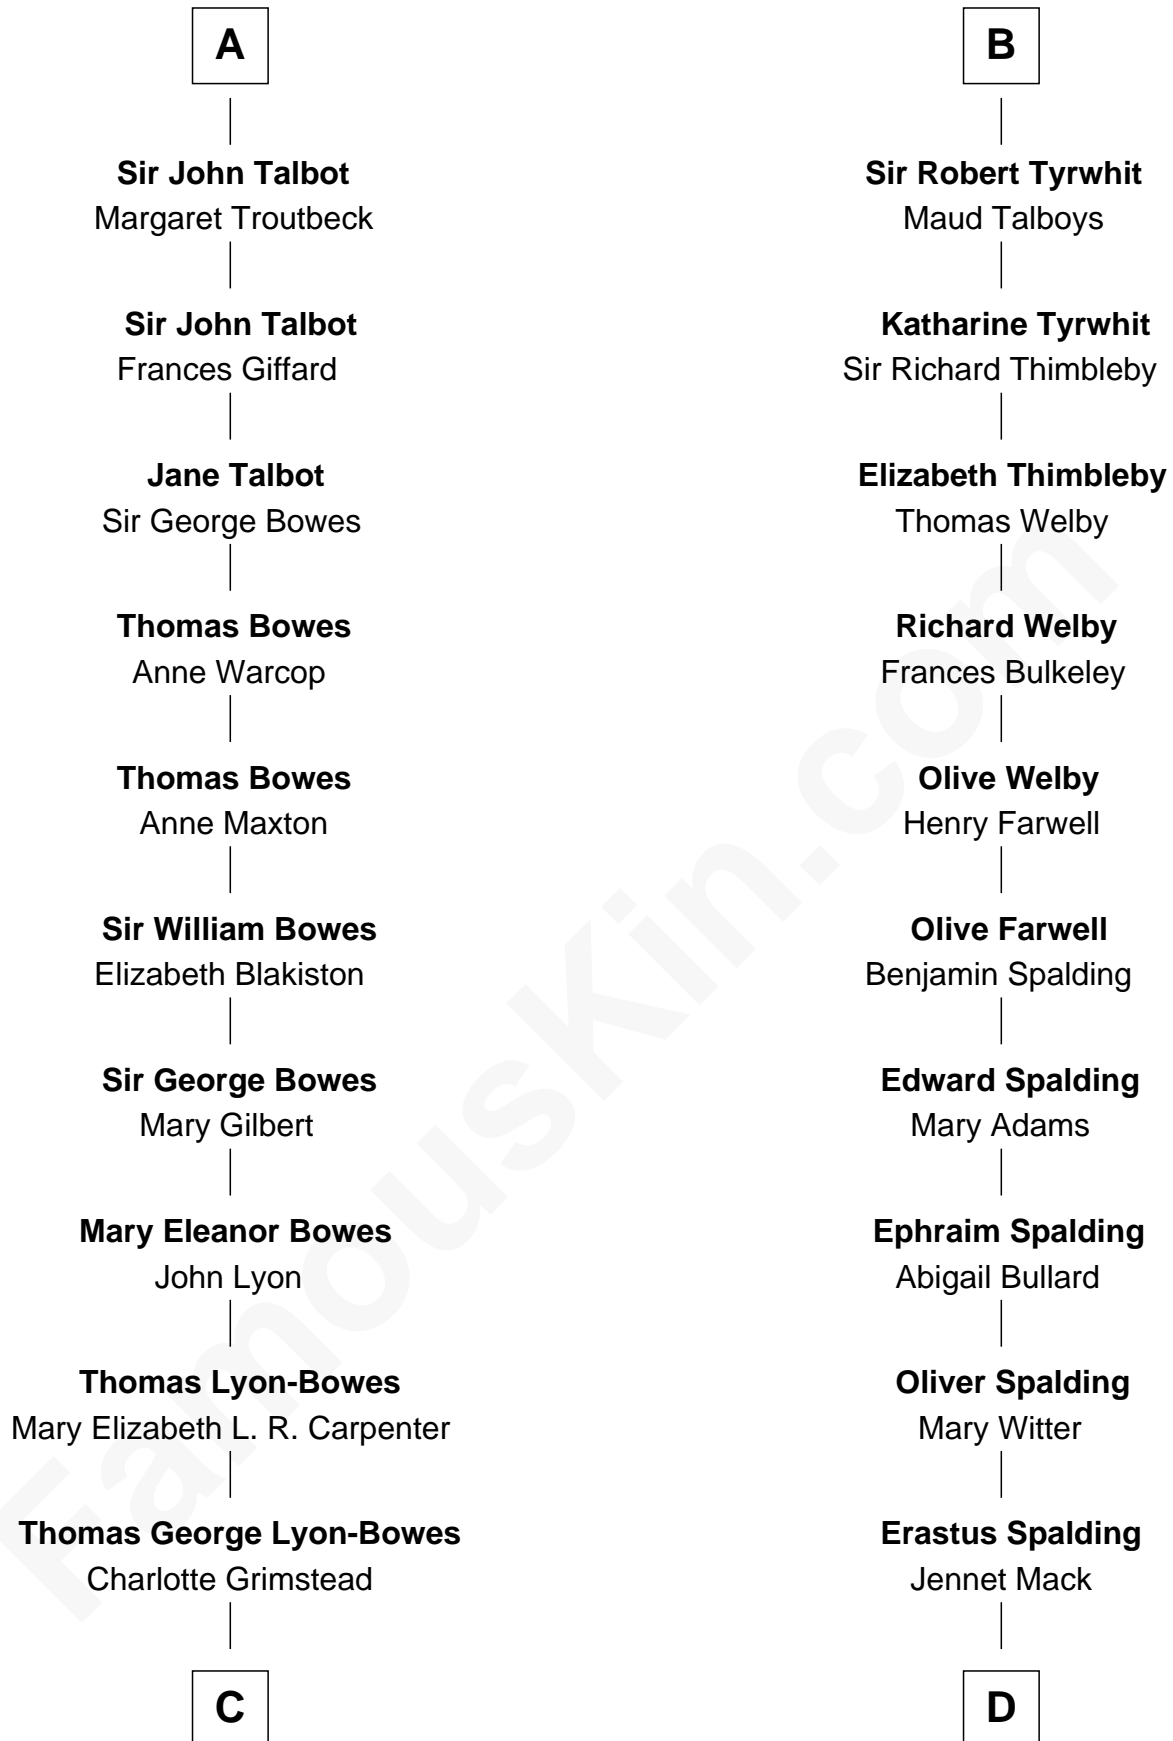 A
Sir John Talbot
Margaret Troutbeck
Sir John Talbot
Frances Giffard
Jane Talbot
Sir George Bowes
Thomas Bowes
Anne Warcop
Thomas Bowes
Anne Maxton
Sir William Bowes
Elizabeth Blakiston
Sir George Bowes
Mary Gilbert
Mary Eleanor Bowes
John Lyon
Thomas Lyon-Bowes
Mary Elizabeth L. R. Carpenter
Thomas George Lyon-Bowes
Charlotte Grimstead
C
B
Sir Robert Tyrwhit
Maud Talboys
Katharine Tyrwhit
Sir Richard Thimbleby
Elizabeth Thimbleby
Thomas Welby
Richard Welby
Frances Bulkeley
Olive Welby
Henry Farwell
Olive Farwell
Benjamin Spalding
Edward Spalding
Mary Adams
Ephraim Spalding
Abigail Bullard
Oliver Spalding
Mary Witter
Erastus Spalding
Jennet Mack
D
FamousKin.com